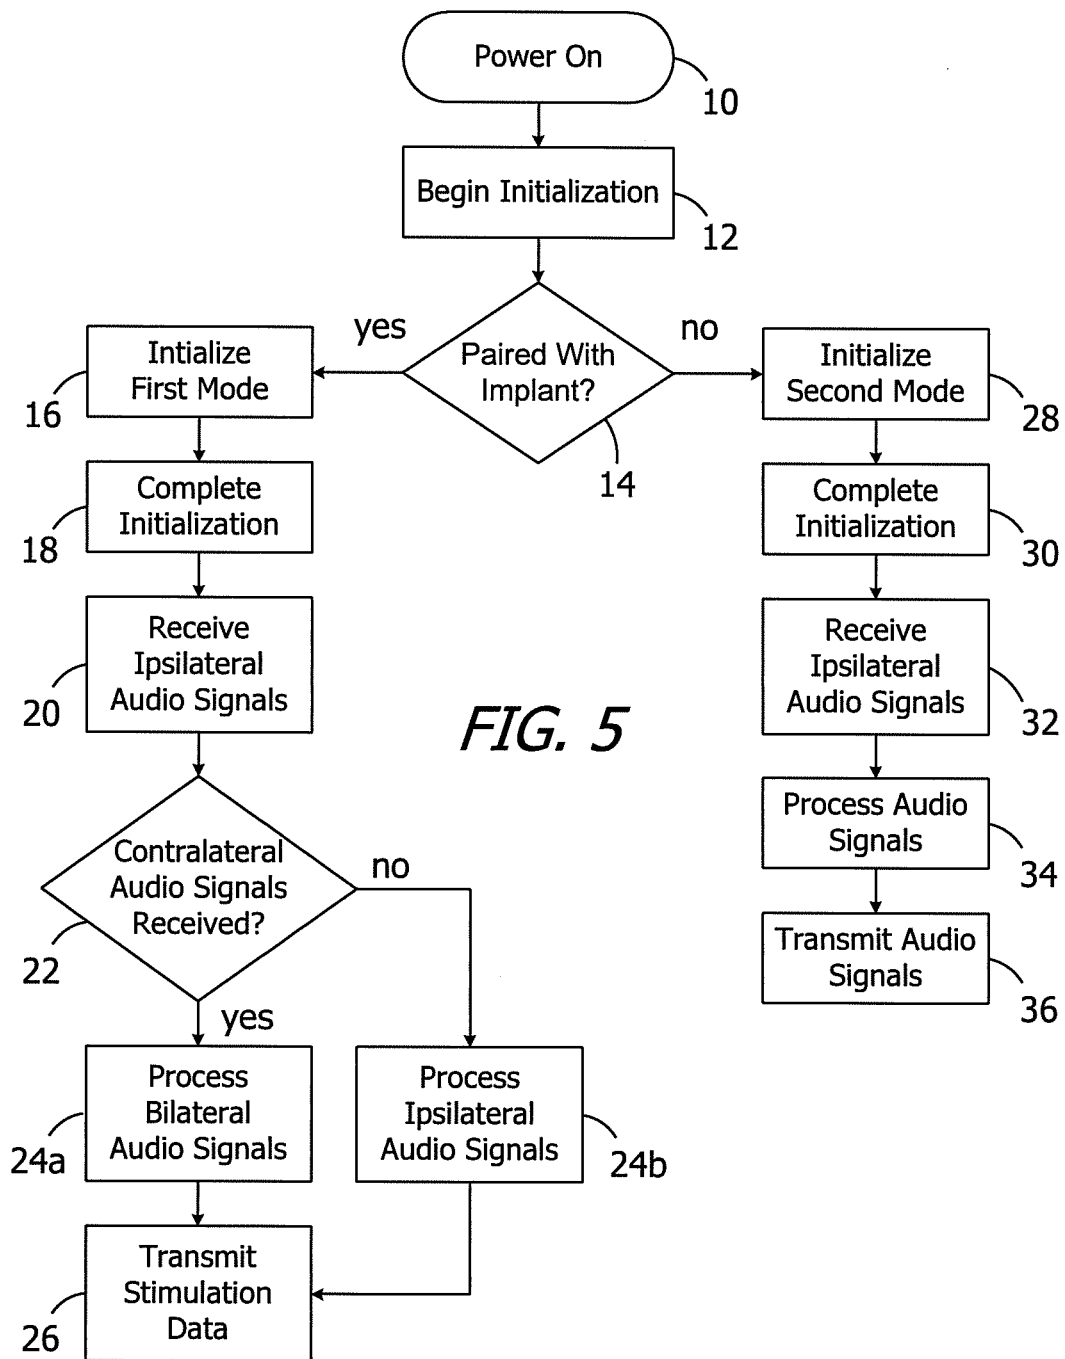 Power On
10
Begin Initialization
12
yes
no
Paired With
Implant?
14
Intialize
First Mode
16
Initialize
Second Mode
28
Complete
Initialization
18
Complete
Initialization
30
Receive
Ipsilateral
Audio Signals
20
Receive
Ipsilateral
Audio Signals
32
FIG. 5
Process Audio
Signals
34
Contralateral
Audio Signals
Received?
22
no
yes
Transmit Audio
Signals
36
Process
Bilateral
Audio Signals
24a
Process
Ipsilateral
Audio Signals
24b
Transmit
Stimulation
Data
26